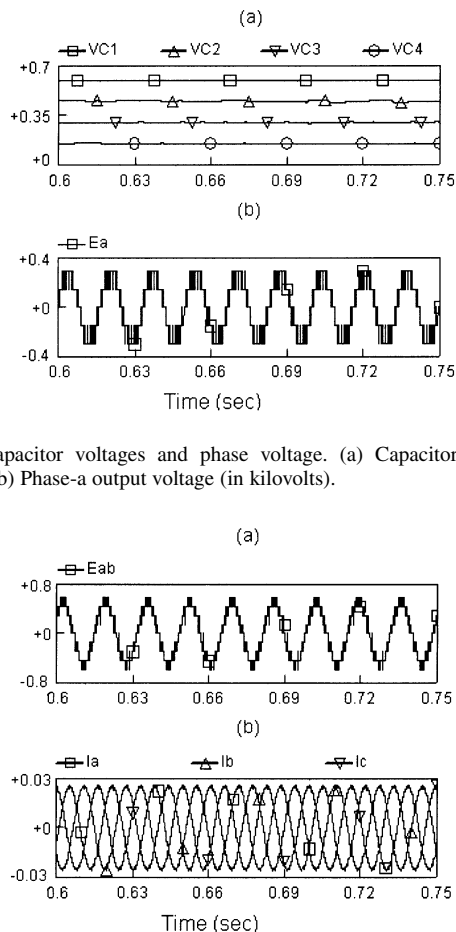 (a)
VC1 VC2 VC3 VC4
+0.7
+0.35
+0
0.6 0.63 0.66 0.69 0.72 0.75
(b)
Ea
+0.4
+0
-0.4
0.6 0.63 0.66 0.69 0.72 0.75
Time (sec)
apacitor voltages and phase voltage. (a) Capacitor
b) Phase-a output voltage (in kilovolts).
(a)
Eab
+0.8
+0
-0.8
0.6 0.63 0.66 0.69 0.72 0.75
(b)
Ia Ib Ic
+0.03
+0
-0.03
0.6 0.63 0.66 0.69 0.72 0.75
Time (sec)